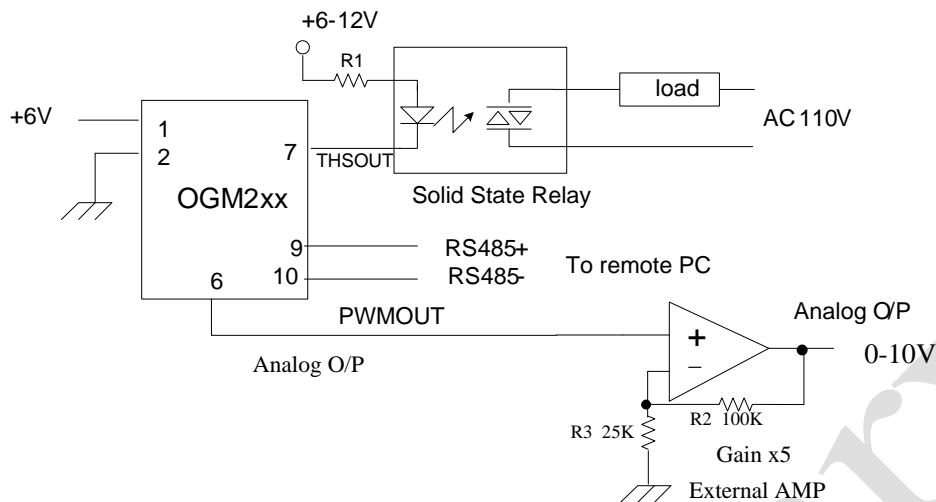 +6-12V
R1
load
+6V
1
AC 110V
2
7
THSOUT
Solid State Relay
OGM2xx
9
RS485+
To remote PC
10
RS485-
6
PWMOUT
Analog O/P
+
0-10V
Analog O/P
−
R2 100K
R3 25K
Gain x5
External AMP